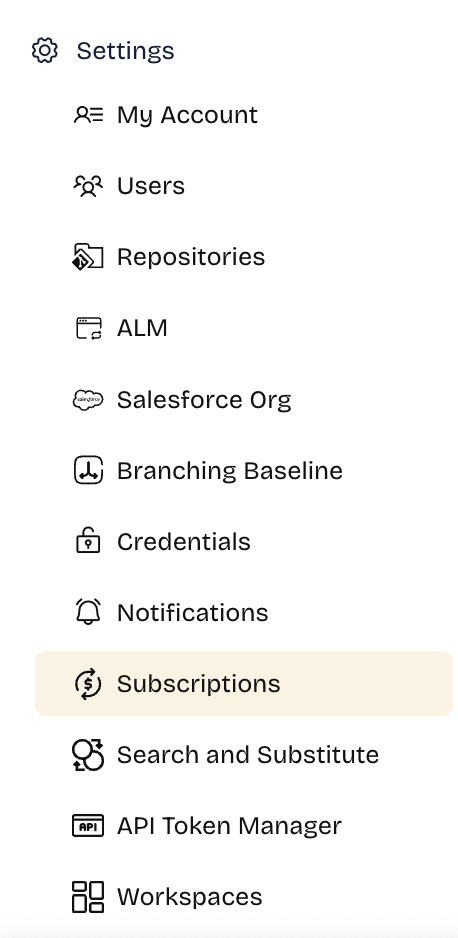 Settings
My Account
Users
Repositories
ALM
salesforce
Salesforce Org
Branching Baseline
Credentials
Notifications
$
Subscriptions
Search and Substitute
API
API Token Manager
Workspaces